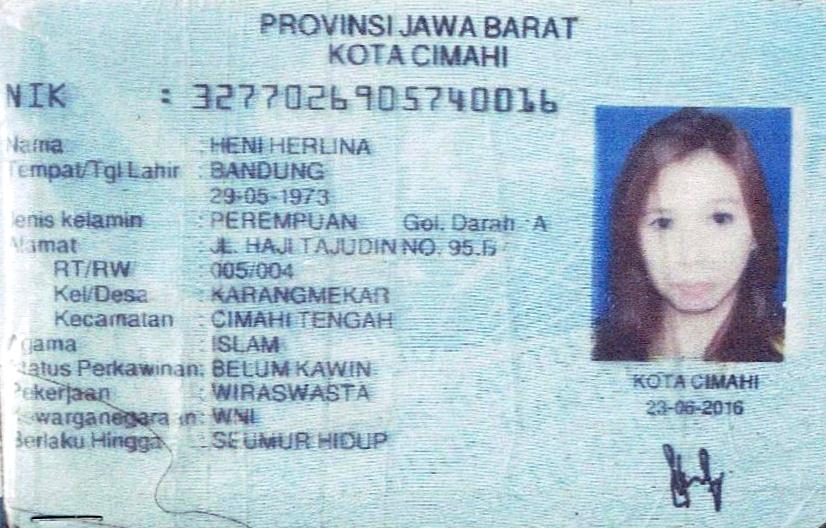 PROVINSI JAWA BARAT
KOTA CIMAHI
NIK : 3277026905740016
Nama : HENI HERLINA
Tempat/Tgl Lahir : BANDUNG
29-05-1973
Jenis kelamin : PEREMPUAN Gol. Darah : A
Alamat : JL. HAJI TAJUDIN NO. 95.
RT/RW : 005/004
Kel/Desa : KARANGMEKAR
Kecamatan : CIMAHI TENGAH
Agama : ISLAM
Status Perkawinan: BELUM KAWIN
Pekerjaan : WIRASWASTA
Kewarganegaraan: WNI
Berlaku Hingga : SEUMUR HIDUP
KOTA CIMAHI
23-06-2016